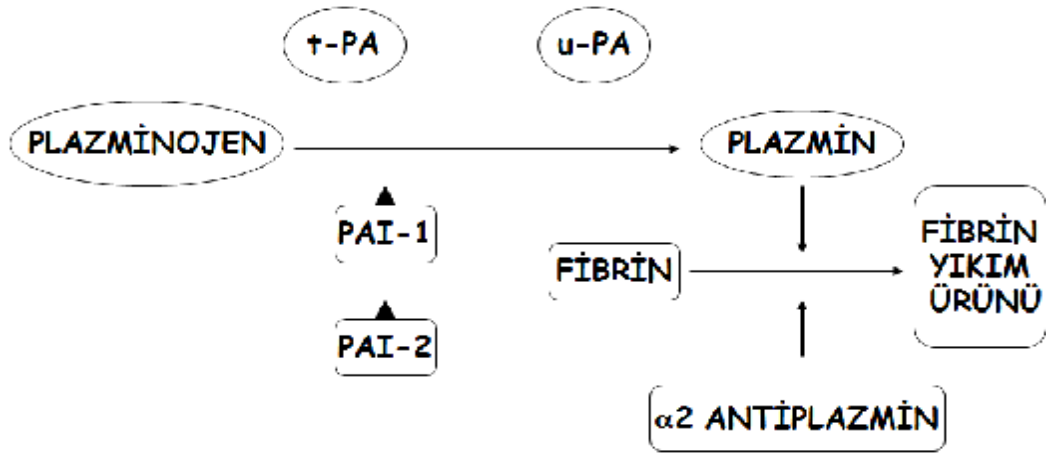 t-PA
u-PA
PLAZMİNOJEN
PLAZMİN
PAI-1
FİBRİN
FİBRİN
YIKIM
ÜRÜNÜ
PAI-2
α2 ANTİPLAZMİN